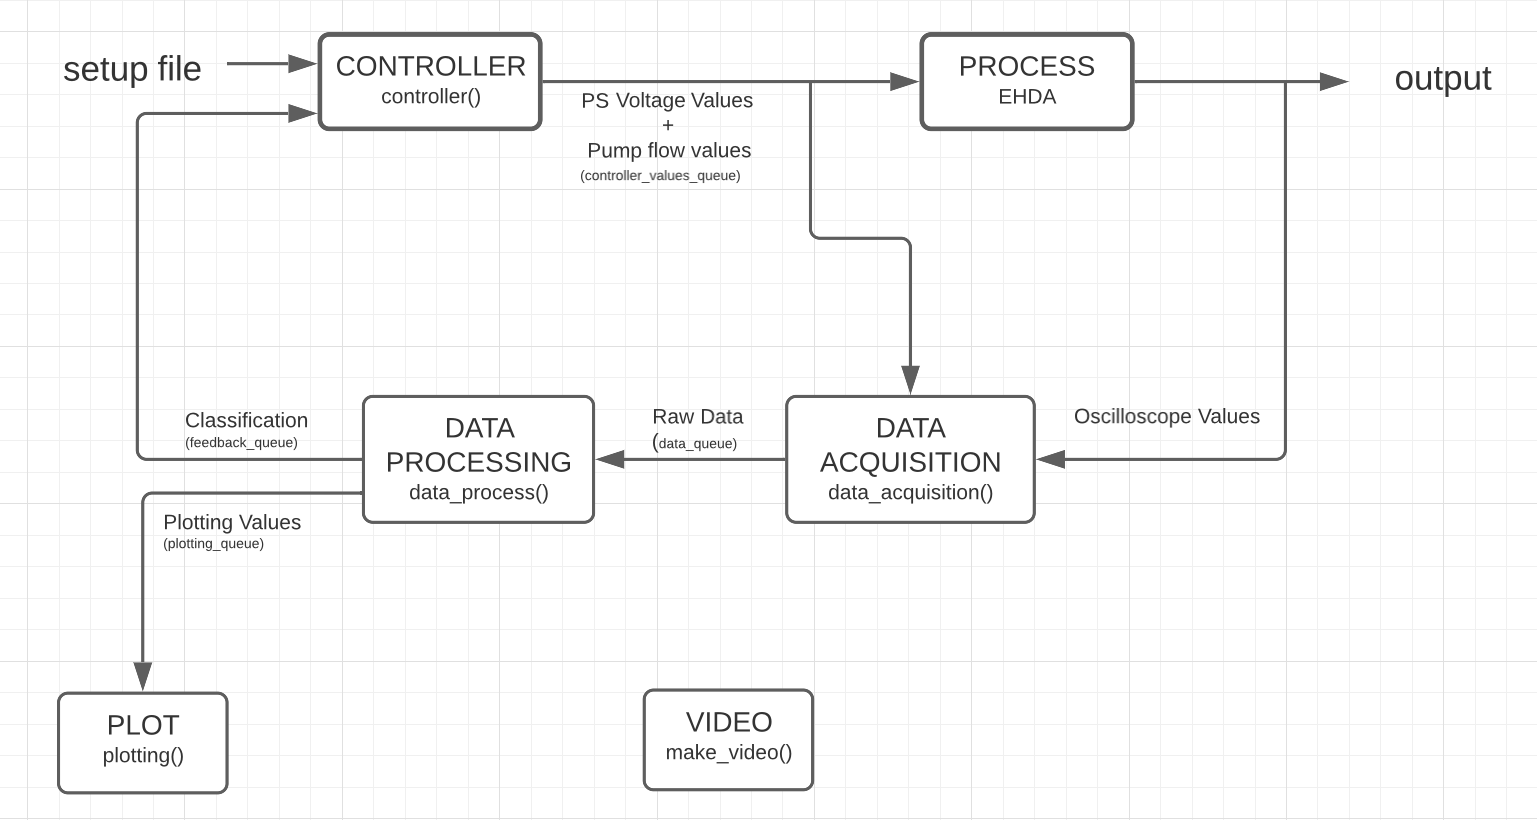 setup file
CONTROLLER
controller()
PS Voltage Values
+
Pump flow values
(controller_values_queue)
PROCESS
EHDA
output
Classification
(feedback_queue)
DATA
PROCESSING
data_process()
Raw Data
(data_queue)
DATA
ACQUISITION
data_acquisition()
Oscilloscope Values
Plotting Values
(plotting_queue)
PLOT
plotting()
VIDEO
make_video()